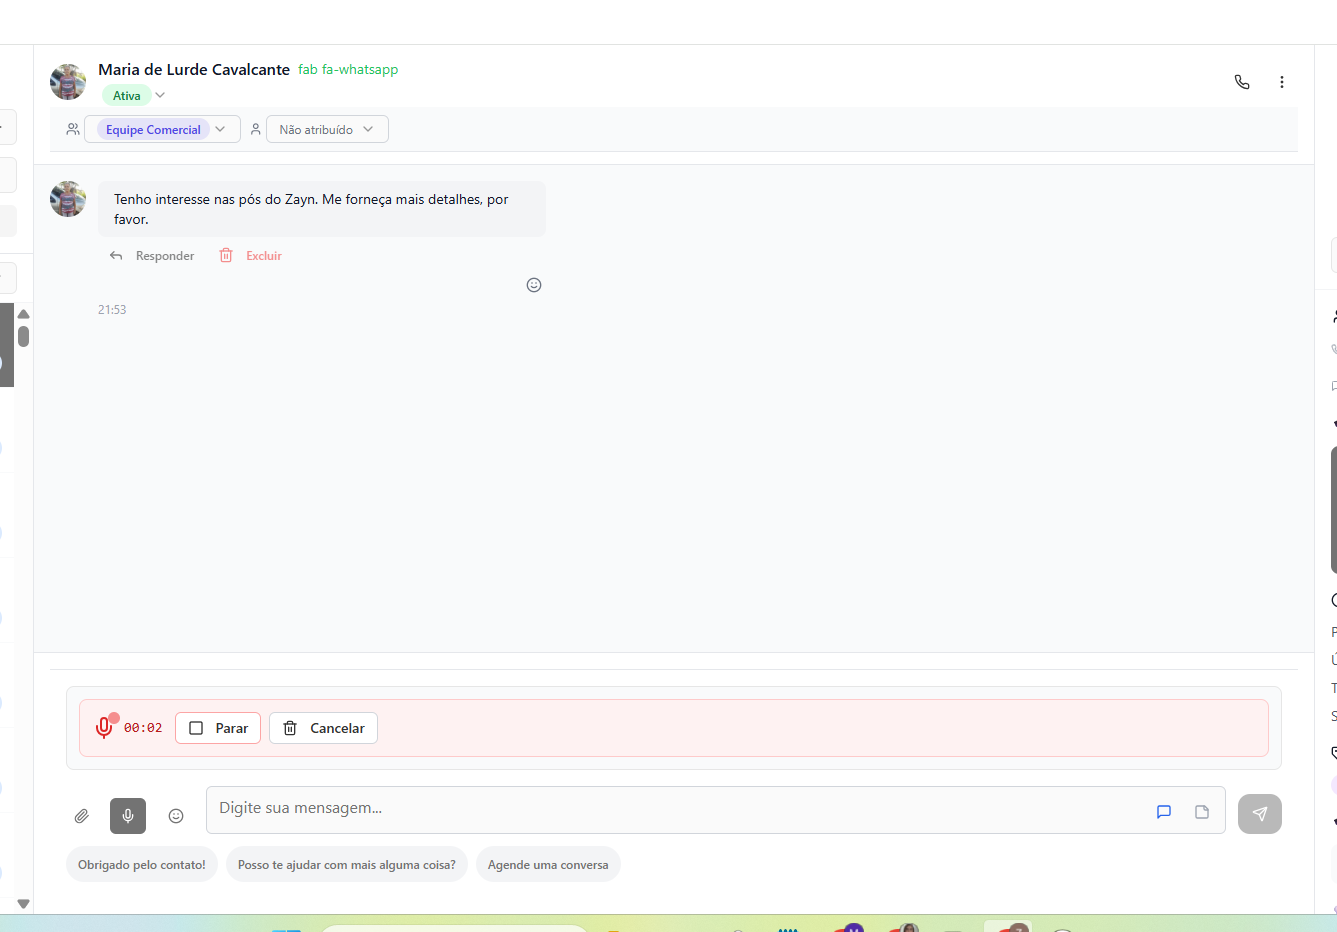 Maria de Lurde Cavalcante fab fa-whatsapp
Ativa
Equipe Comercial Não atribuído
Tenho interesse nas pós do Zayn. Me forneça mais detalhes, por
favor.
Responder Excluir
21:53
00:02 Parar Cancelar
Digite sua mensagem...
Obrigado pelo contato! Posso te ajudar com mais alguma coisa? Agende uma conversa